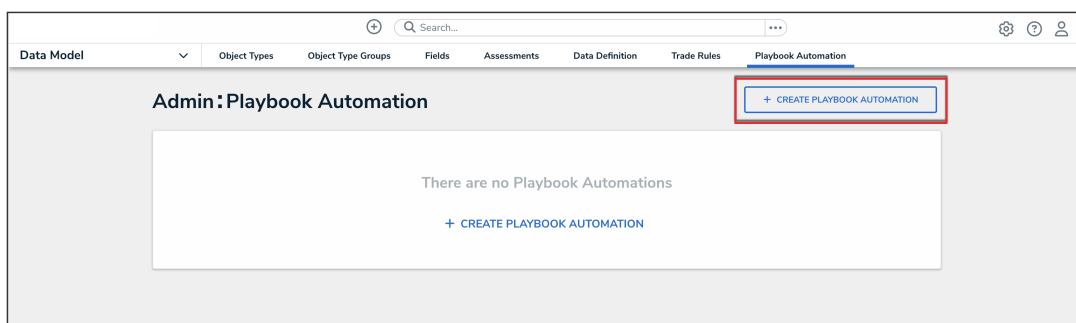 Search...
Data Model
Object Types
Object Type Groups
Fields
Assessments
Data Definition
Trade Rules
Playbook Automation
Admin:Playbook Automation
+ CREATE PLAYBOOK AUTOMATION
There are no Playbook Automations
+ CREATE PLAYBOOK AUTOMATION